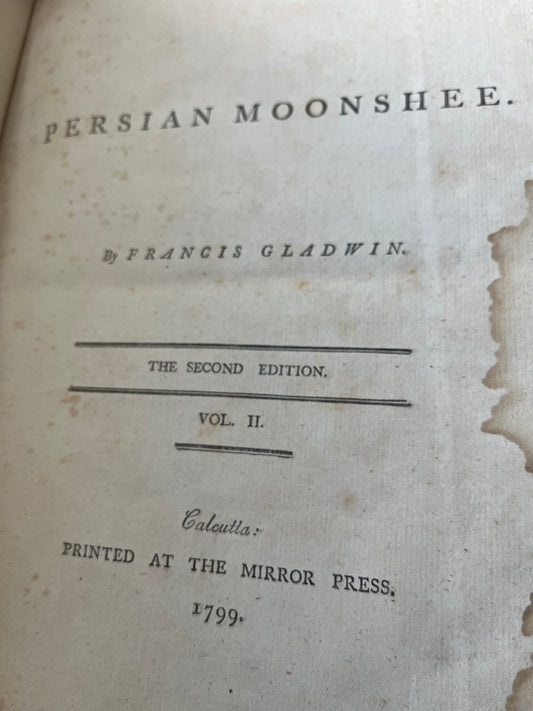 PERSIAN MOONSHEE.
By FRANCIS GLADWIN.
THE SECOND EDITION.
VOL. II.
Calcutta:
PRINTED AT THE MIRROR PRESS.
1799.